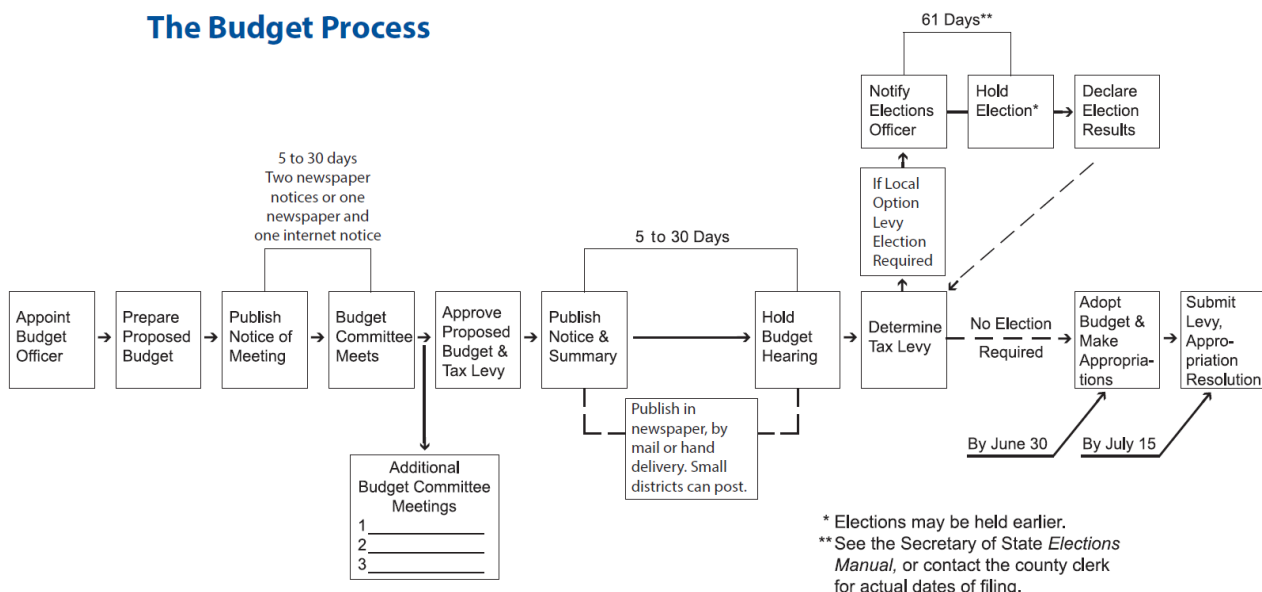 The Budget Process
61 Days**
Notify
Elections
Officer
Hold
Election*
Declare
Election
Results
5 to 30 days
Two newspaper
notices or one
newspaper and
one internet notice
If Local
Option
Levy
Election
Required
5 to 30 Days
Appoint
Budget
Officer
Prepare
Proposed
Budget
Publish
Notice of
Meeting
Budget
Committee
Meets
Approve
Proposed
Budget &
Tax Levy
Publish
Notice &
Summary
Hold
Budget
Hearing
Determine
Tax Levy
No Election
Required
Adopt
Budget &
Make
Appropria-
tions
Submit
Levy,
Appro-
priation
Resolution
Publish in
newspaper, by
mail or hand
delivery. Small
districts can post.
By June 30
By July 15
Additional
Budget Committee
Meetings
1
2
3
* Elections may be held earlier.
** See the Secretary of State Elections
Manual, or contact the county clerk
for actual dates of filing.